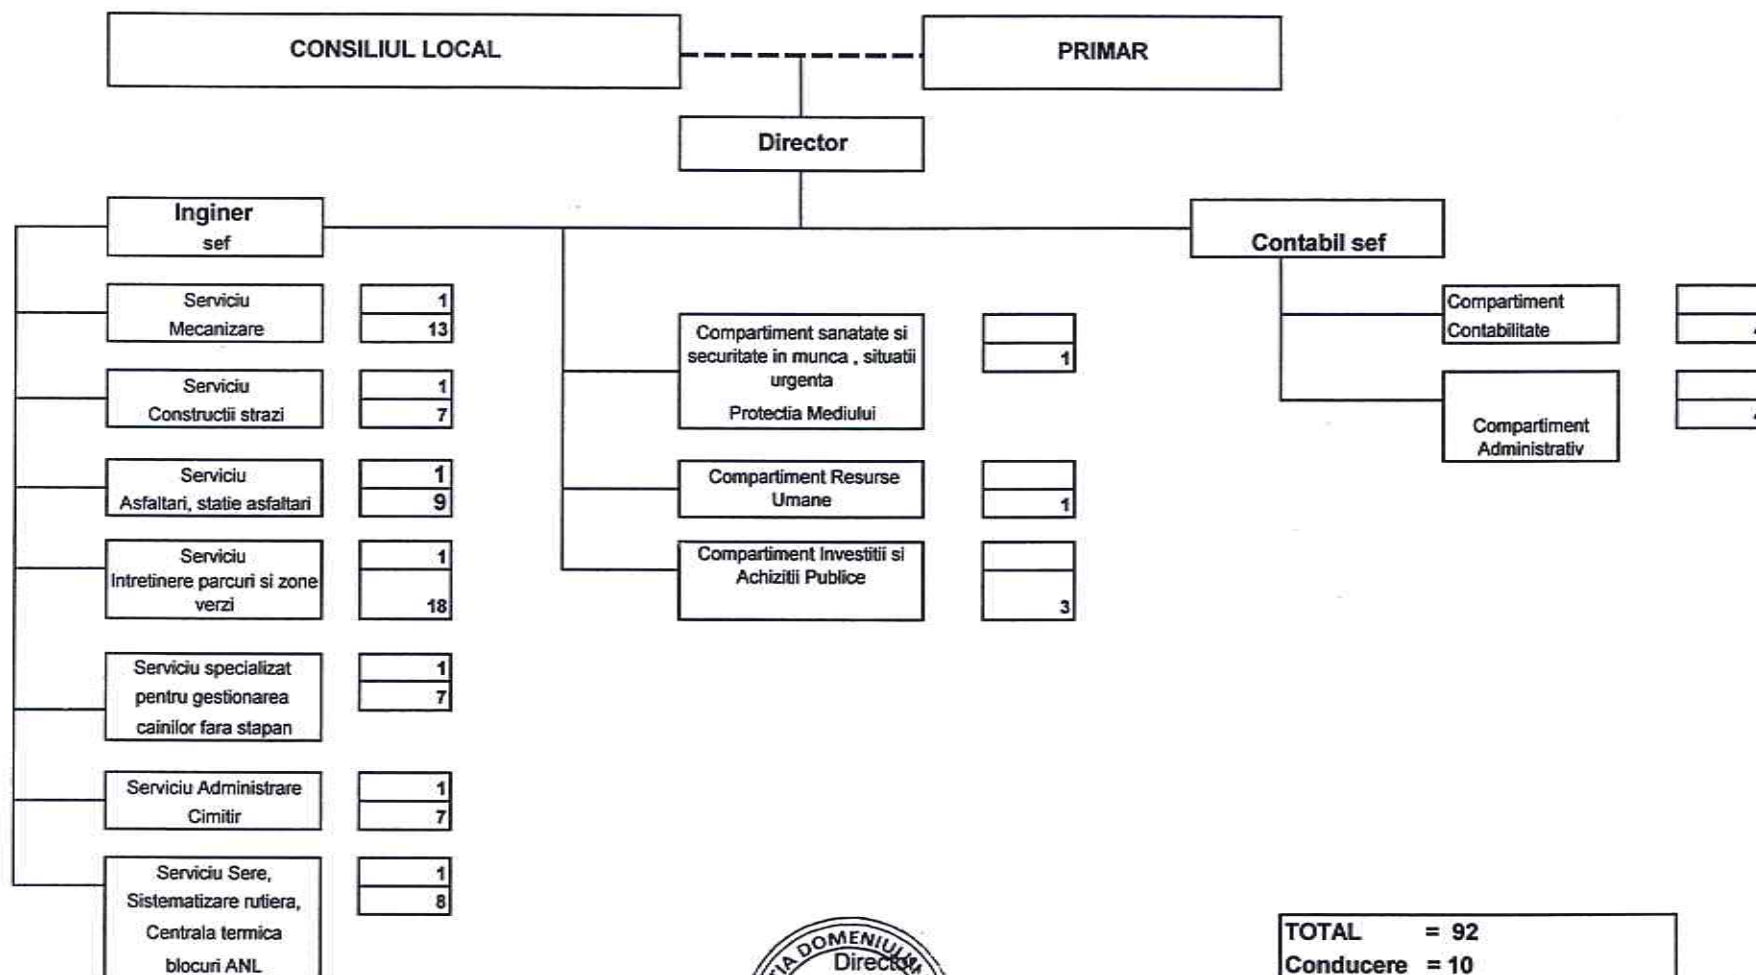 CONSILIUL LOCAL
PRIMAR
Director
Inginer
sef
Contabil sef
Serviciu
Mecanizare
1
13
Serviciu
Constructii strazi
1
7
Serviciu
Asfaltari, statie asfaltari
1
9
Serviciu
Intretinere parcuri si zone
verzi
1
18
Serviciu specializat
pentru gestionarea
cainilor fara stapan
1
7
Serviciu Administrare
Cimitir
1
7
Serviciu Sere,
Sistematizare rutiera,
Centrala termica
blocuri ANL
1
8
Compartiment sanatate si
securitate in munca , situatii
urgenta
Protectia Mediului
1
Compartiment Resurse
Umane
1
Compartiment Investitii si
Achizitii Publice
3
Compartiment
Contabilitate
Compartiment
Administrativ
DOMENIULUI
Director
TOTAL = 92
Conducere = 10